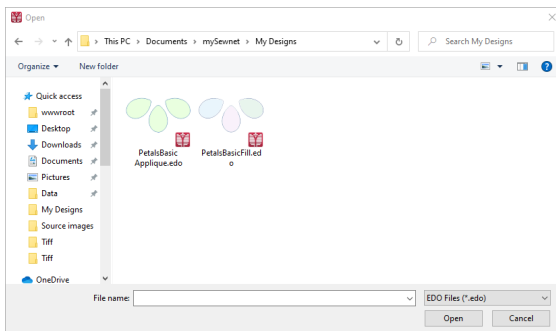 Open
This PC > Documents > mySewnet > My Designs
Search My Designs
Organize
New folder
Quick access
wwwroot
Desktop
Downloads
Documents
Pictures
Data
My Designs
Source images
Tiff
Tiff
OneDrive
PetalsBasic
Applique.edo
PetalsBasicFill.ed
o
File name:
EDO Files (*.edo)
Open
Cancel